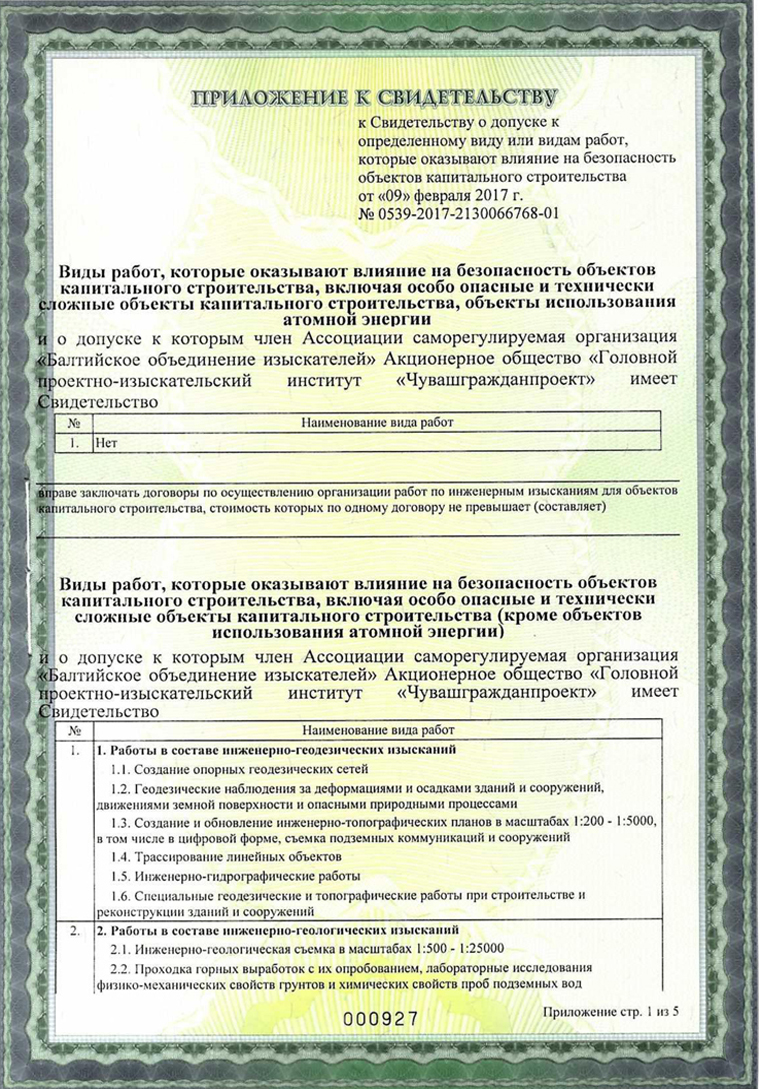 ПРИЛОЖЕНИЕ К СВИДЕТЕЛЬСТВУ
к Свидетельству о допуске к
определенному виду или видам работ,
которые оказывают влияние на безопасность
объектов капитального строительства
от «09» февраля 2017 г.
№ 0539-2017-2130066768-01
Виды работ, которые оказывают влияние на безопасность объектов
капитального строительства, включая особо опасные и технически
сложные объекты капитального строительства, объекты использования
атомной энергии
и о допуске к которым член Ассоциации саморегулируемая организация
«Балтийское объединение изыскателей» Акционерное общество «Головной
проектно-изыскательский институт «Чувашгражданпроект» имеет
Свидетельство
№ Наименование вида работ
1. Нет
вправе заключать договоры по осуществлению организации работ по инженерным изысканиям для объектов
капитального строительства, стоимость которых по одному договору не превышает (составляет)
Виды работ, которые оказывают влияние на безопасность объектов
капитального строительства, включая особо опасные и технически
сложные объекты капитального строительства (кроме объектов
использования атомной энергии)
и о допуске к которым член Ассоциации саморегулируемая организация
«Балтийское объединение изыскателей» Акционерное общество «Головной
проектно-изыскательский институт «Чувашгражданпроект» имеет
Свидетельство
№ Наименование вида работ
1. 1. Работы в составе инженерно-геодезических изысканий
1.1. Создание опорных геодезических сетей
1.2. Геодезические наблюдения за деформациями и осадками зданий и сооружений,
движениями земной поверхности и опасными природными процессами
1.3. Создание и обновление инженерно-топографических планов в масштабах 1:200 - 1:5000,
в том числе в цифровой форме, съемка подземных коммуникаций и сооружений
1.4. Трассирование линейных объектов
1.5. Инженерно-гидрографические работы
1.6. Специальные геодезические и топографические работы при строительстве и
реконструкции зданий и сооружений
2. 2. Работы в составе инженерно-геологических изысканий
2.1. Инженерно-геологическая съемка в масштабах 1:500 - 1:25000
2.2. Проходка горных выработок с их опробованием, лабораторные исследования
физико-механических свойств грунтов и химических свойств проб подземных вод
000927
Приложение стр. 1 из 5